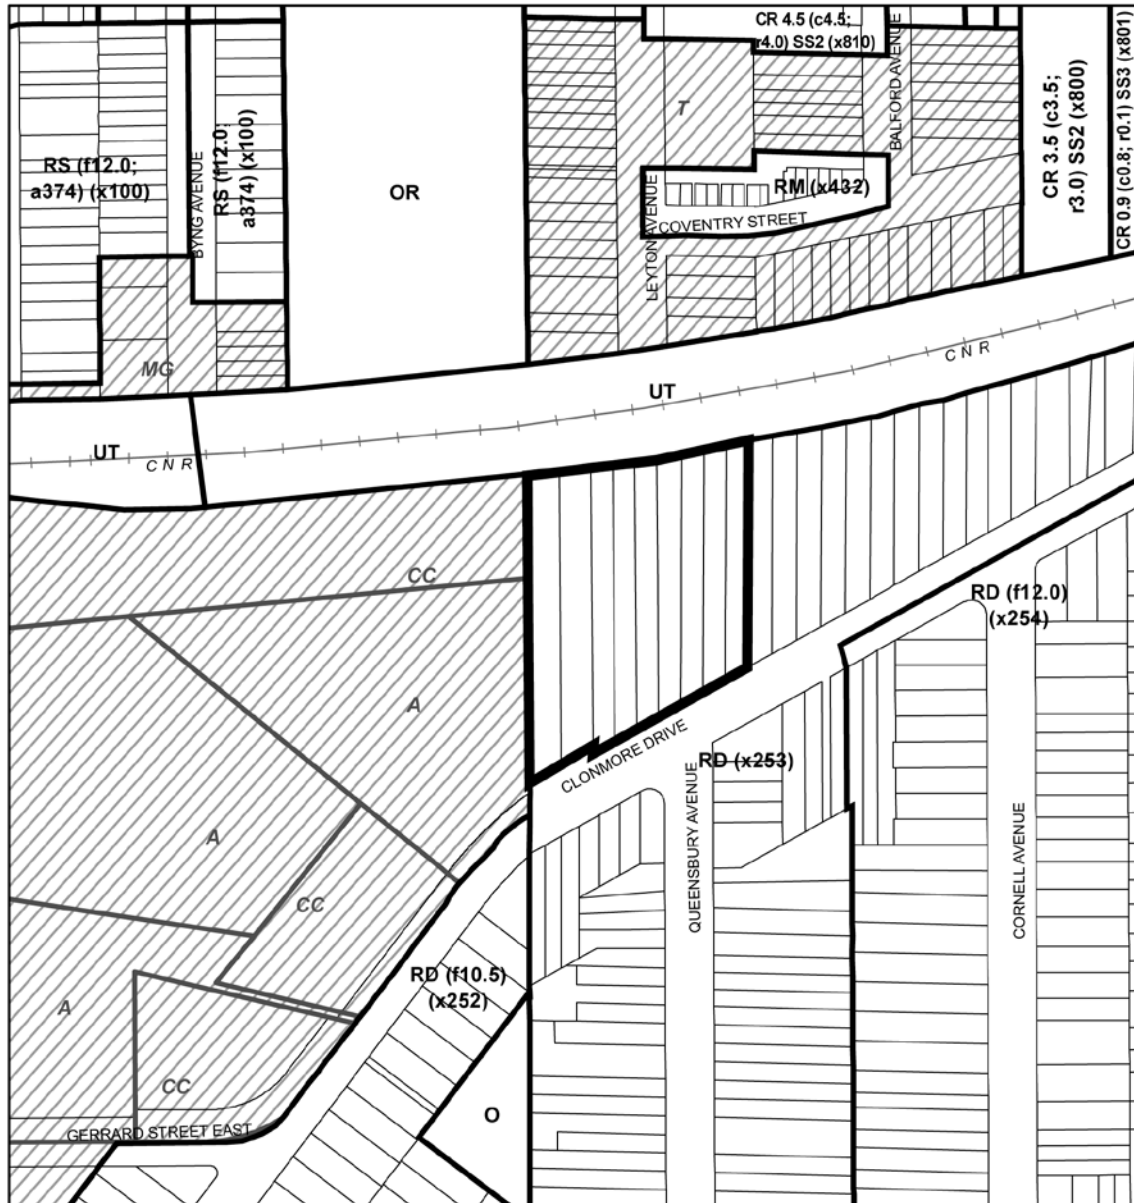 CR 4.5 (c4.5;
r4.0) SS2 (x810)
BALFORD AVENUE
CR 3.5 (c3.5;
r3.0) SS2 (x800)
CR 0.9 (c0.8; r0.1) SS3 (x801)
T
RS (f12.0;
a374) (x100)
BYNG AVENUE
RS (f12.0;
a374) (x100)
OR
RM (x432)
LEYTON AVENUE
COVENTRY STREET
MG
CNR
UT
UT
CNR
CC
RD (f12.0)
(x254)
A
CLONMORE DRIVE
RD (x253)
QUEENSBURY AVENUE
CORNELL AVENUE
A
CC
RD (f10.5)
(x252)
A
CC
O
GERRARD STREET EAST